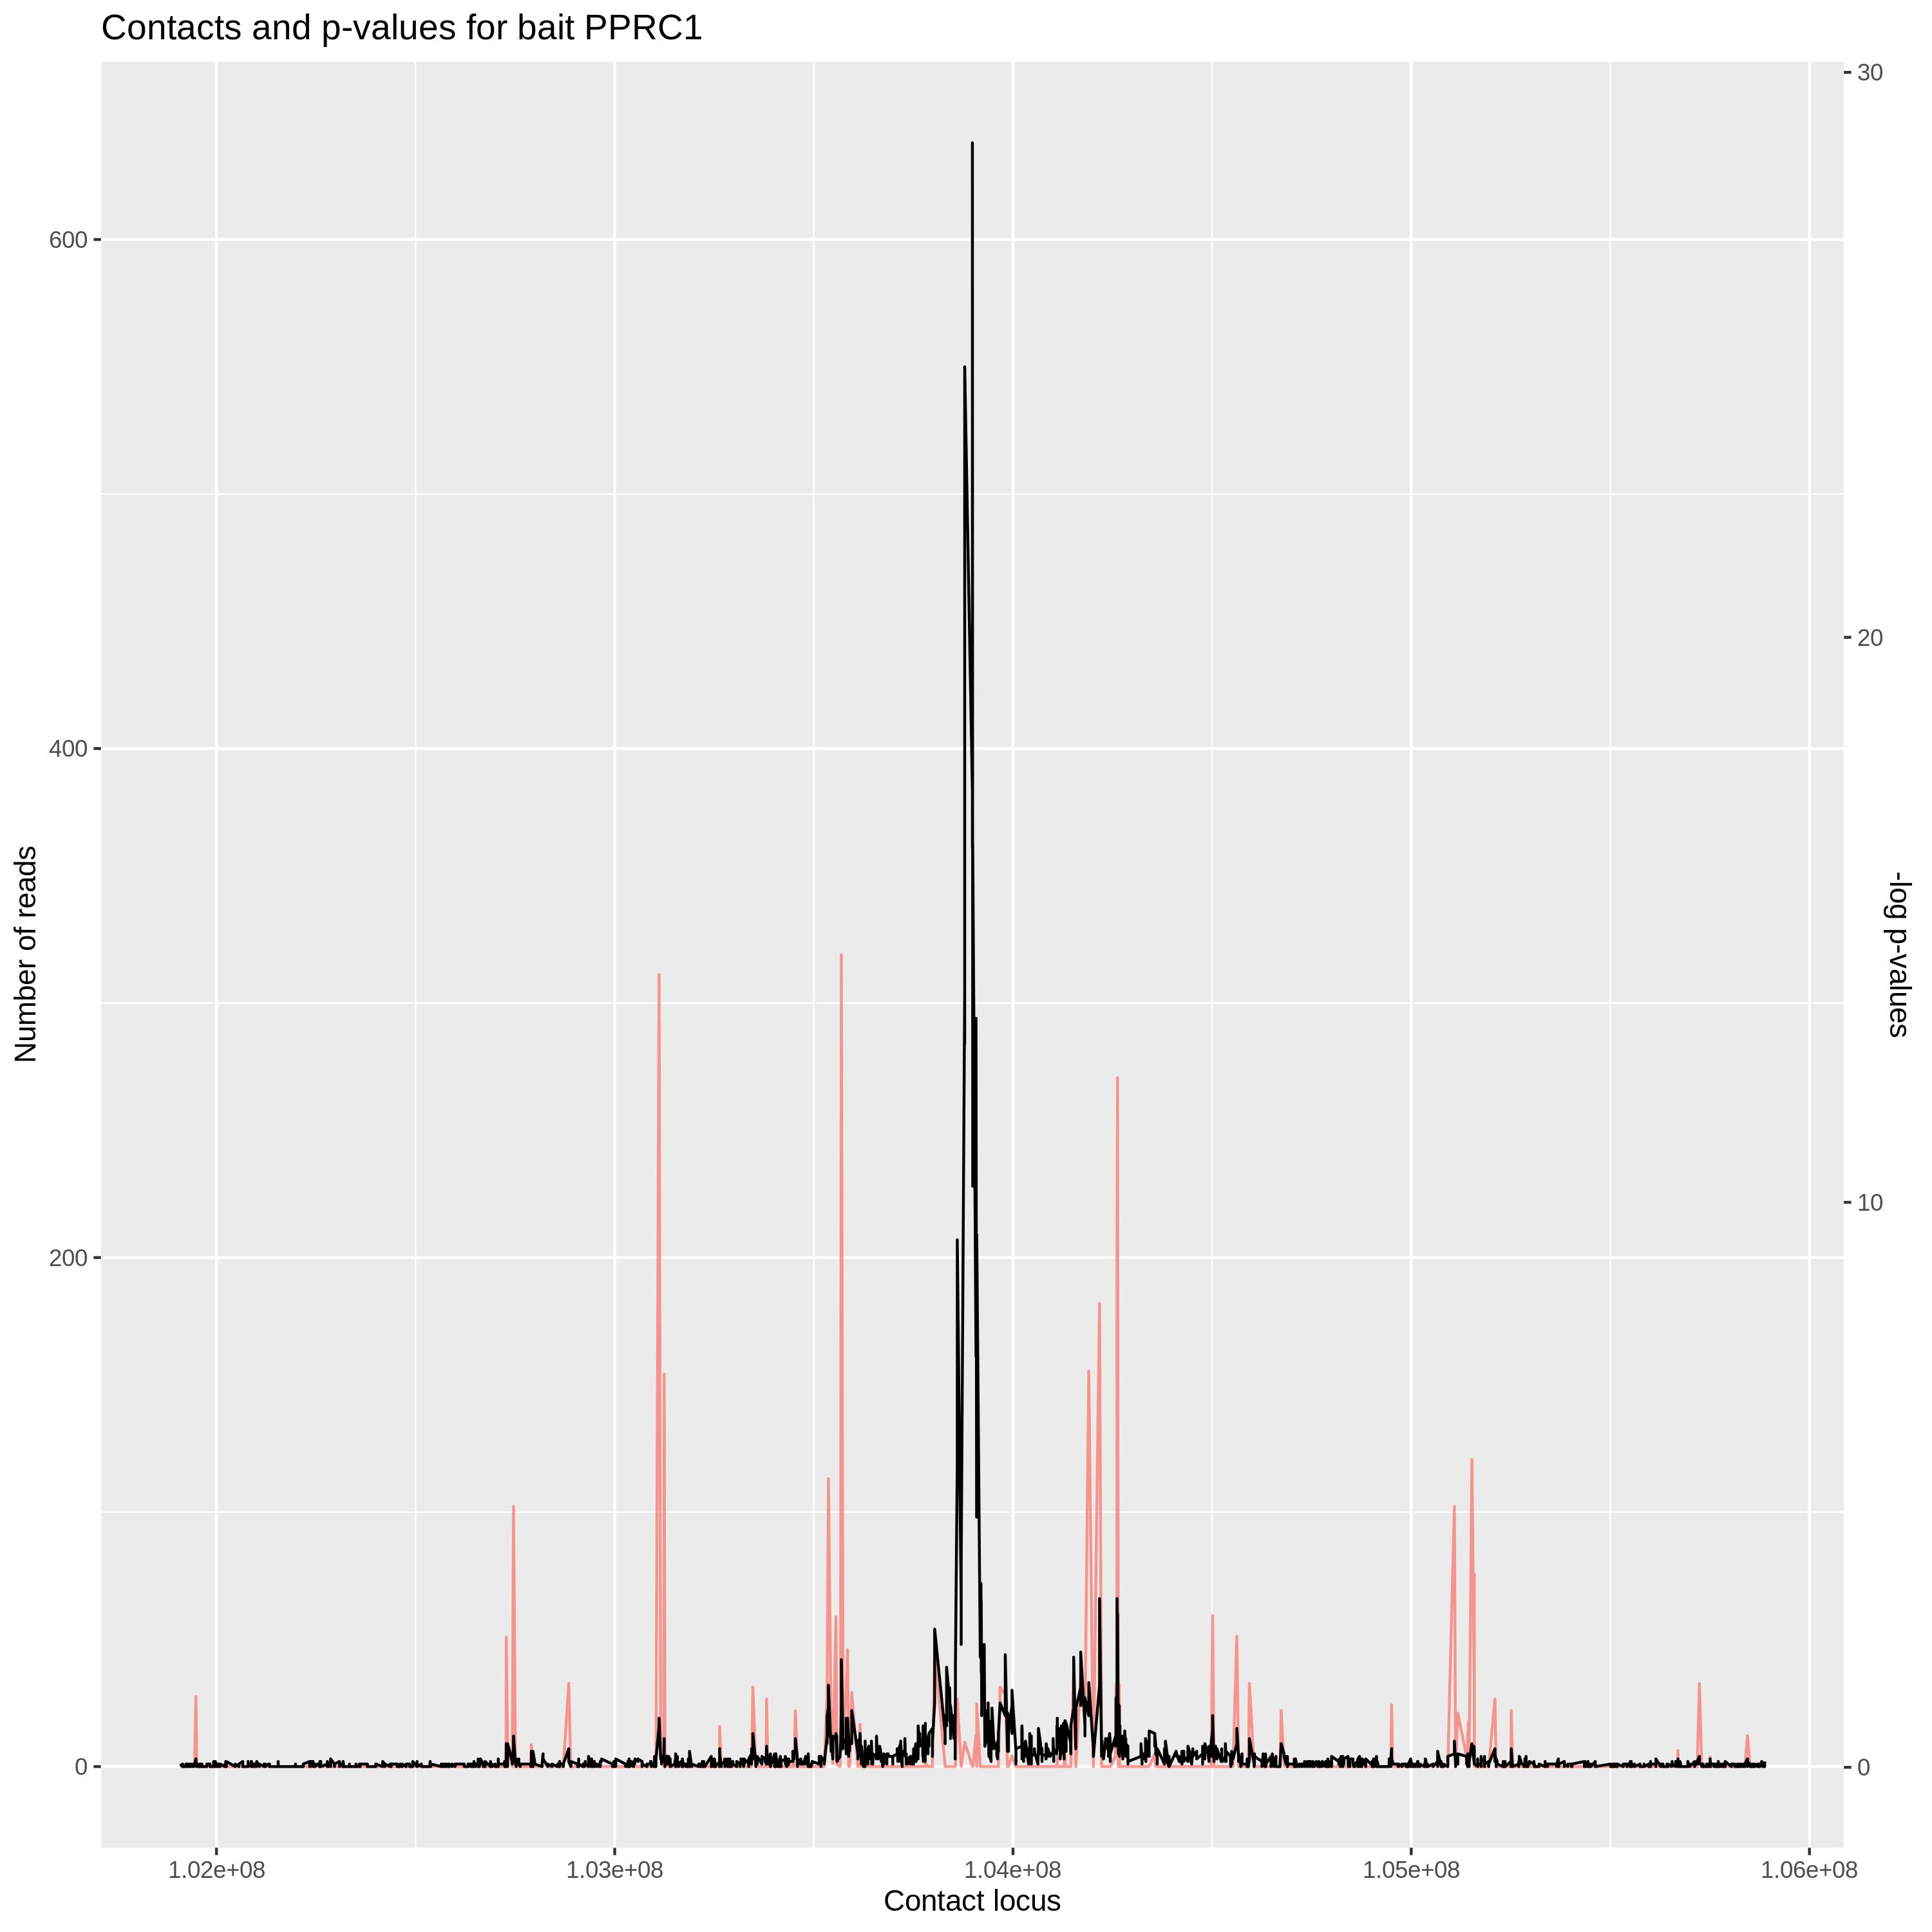 Contacts and p-values for bait PPRC1
30
600
20
400
Number of reads
-log p-values
10
200
0
0
1.02e+08 1.03e+08 1.04e+08 1.05e+08 1.06e+08
Contact locus